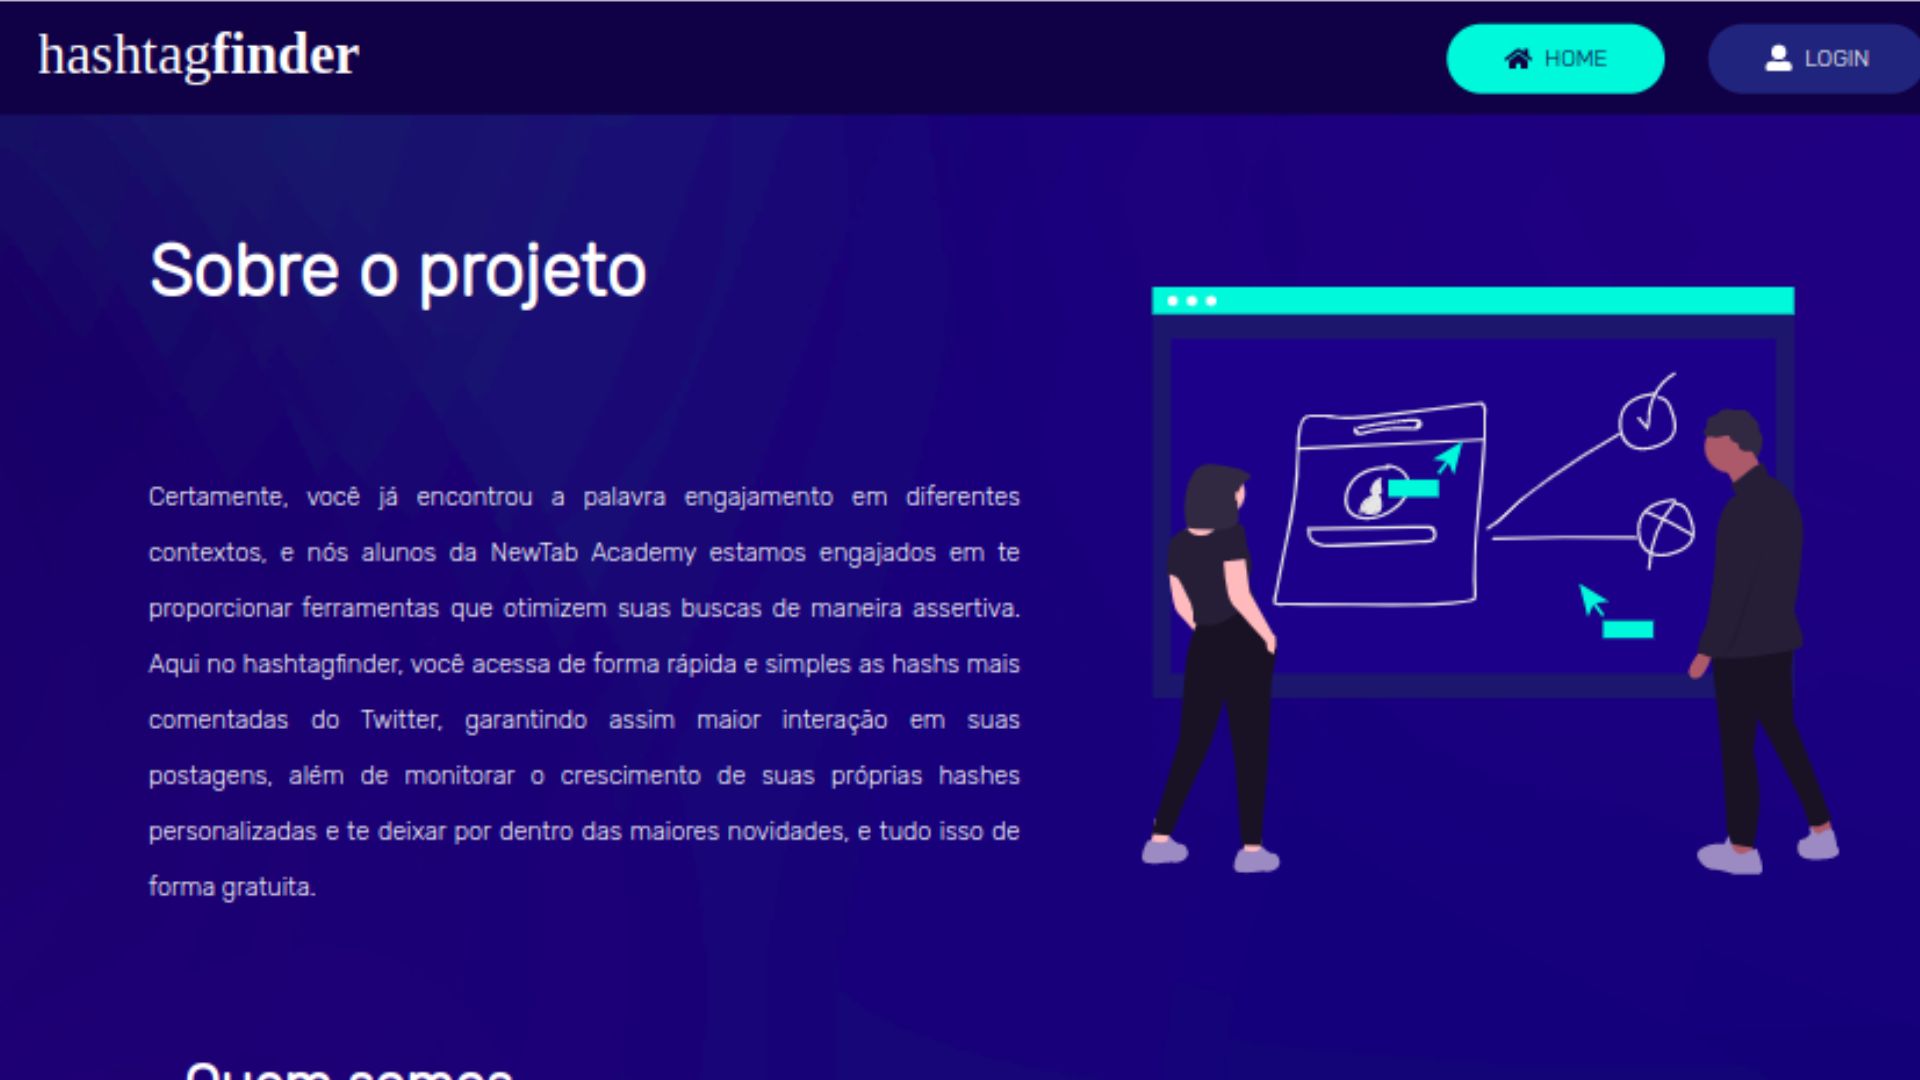 hashtagfinder
HOME
LOGIN
Sobre o projeto
Certamente, você já encontrou a palavra engajamento em diferentes
contextos, e nós alunos da NewTab Academy estamos engajados em te
proporcionar ferramentas que otimizem suas buscas de maneira assertiva.
Aqui no hashtagfinder, você acessa de forma rápida e simples as hashs mais
comentadas do Twitter, garantindo assim maior interação em suas
postagens, além de monitorar o crescimento de suas próprias hashes
personalizadas e te deixar por dentro das maiores novidades, e tudo isso de
forma gratuita.
Quem somos